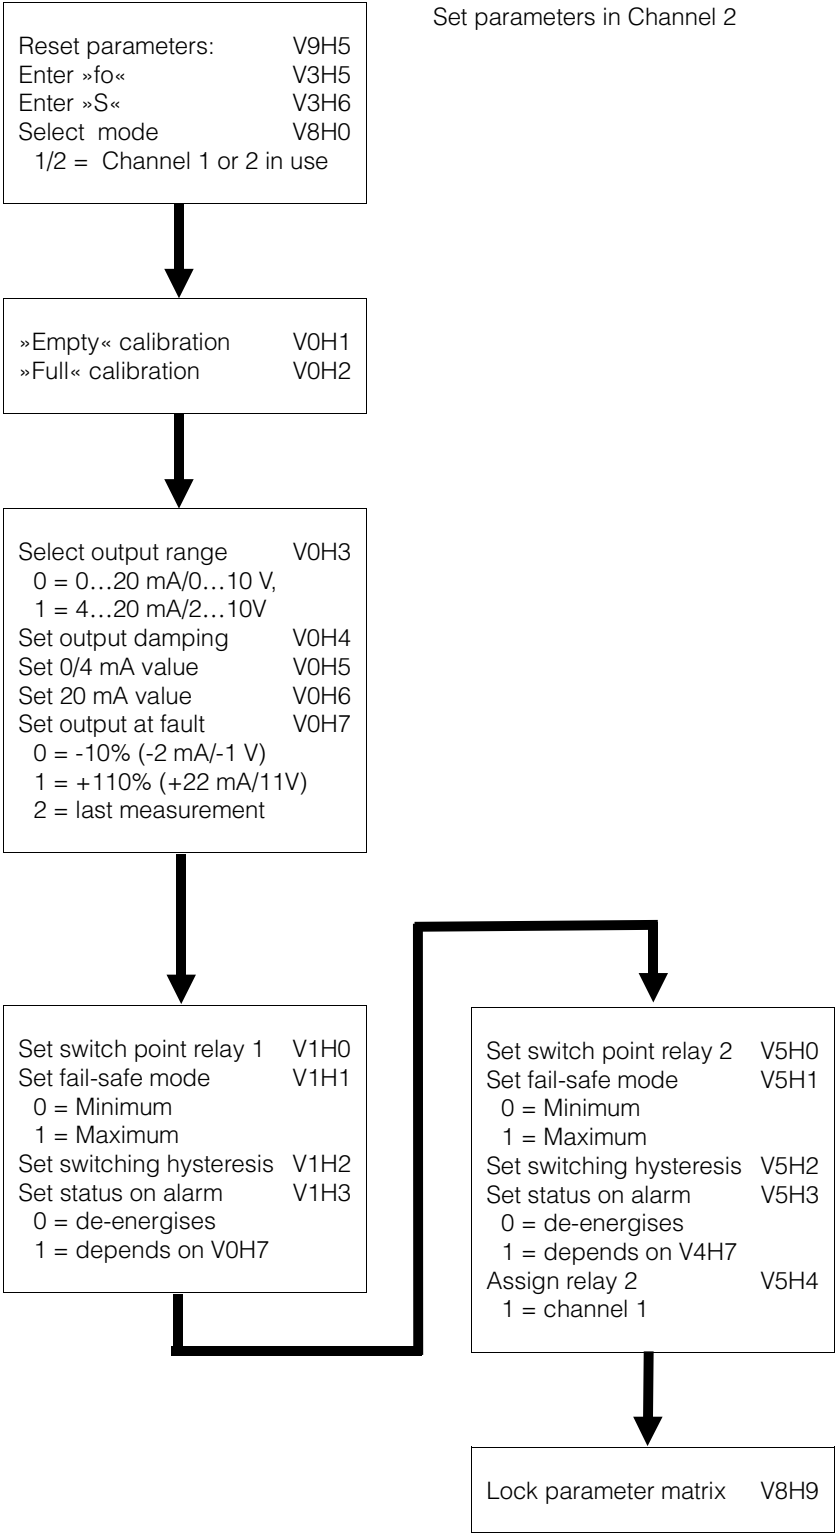 Set parameters in Channel 2
Reset parameters: V9H5
Enter »fo« V3H5
Enter »S« V3H6
Select mode V8H0
1/2 = Channel 1 or 2 in use
»Empty« calibration V0H1
»Full« calibration V0H2
Select output range V0H3
0 = 0…20 mA/0…10 V,
1 = 4…20 mA/2…10V
Set output damping V0H4
Set 0/4 mA value V0H5
Set 20 mA value V0H6
Set output at fault V0H7
0 = -10% (-2 mA/-1 V)
1 = +110% (+22 mA/11V)
2 = last measurement
Set switch point relay 1 V1H0
Set fail-safe mode V1H1
0 = Minimum
1 = Maximum
Set switching hysteresis V1H2
Set status on alarm V1H3
0 = de-energises
1 = depends on V0H7
Set switch point relay 2 V5H0
Set fail-safe mode V5H1
0 = Minimum
1 = Maximum
Set switching hysteresis V5H2
Set status on alarm V5H3
0 = de-energises
1 = depends on V4H7
Assign relay 2 V5H4
1 = channel 1
Lock parameter matrix V8H9